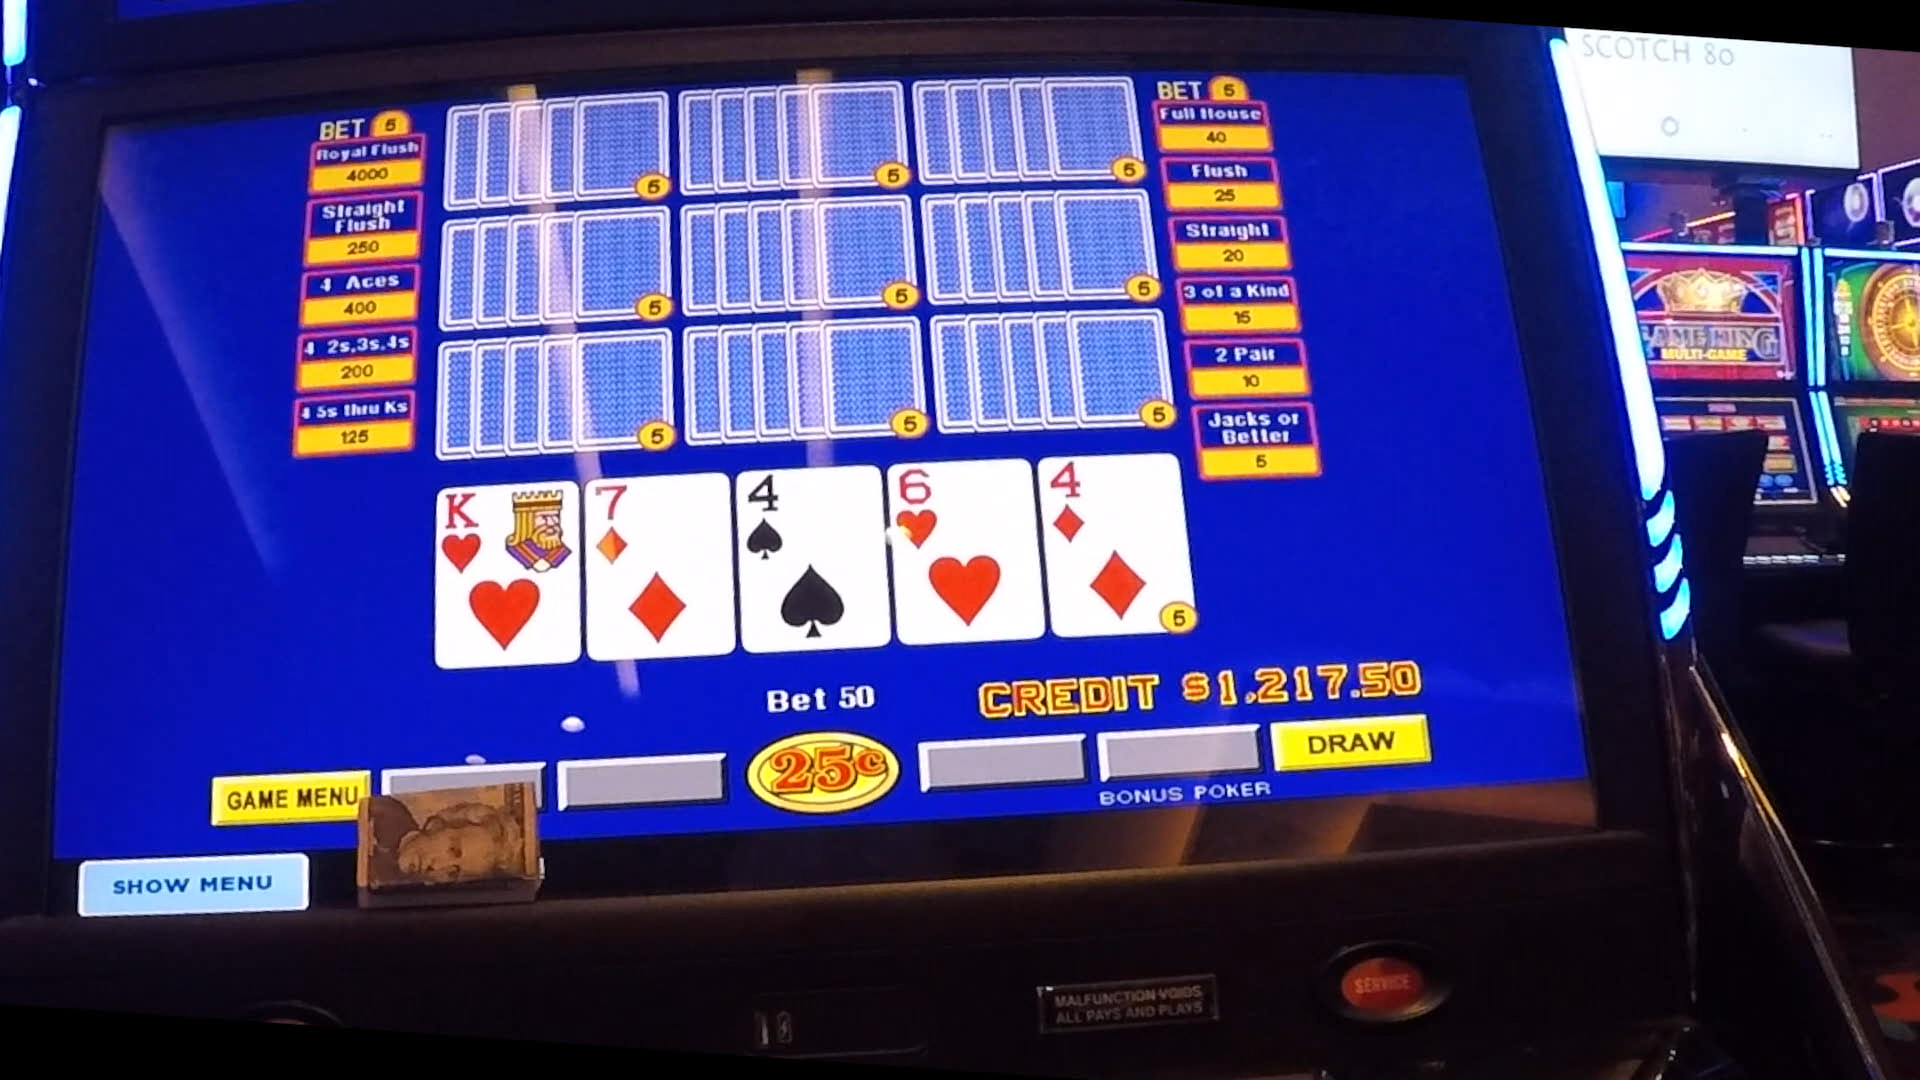 SCOTCH 80
BET 5
Royal Flush
4000
Straight
Flush
250
4 Aces
400
4 2s,3s,4s
200
4 5s thru Ks
125
5
5
5
5
5
5
5
5
5
BET 5
Full House
40
Flush
25
Straight
20
3 of a Kind
15
2 Pair
10
Jacks or
Better
5
K
7
4
6
4
5
Bet 50
CREDIT $1,217.50
GAME MENU
25¢
DRAW
BONUS POKER
SHOW MENU
MALFUNCTION VOIDS
ALL PAYS AND PLAYS
SERVICE
GAME KING
MULTI-GAME